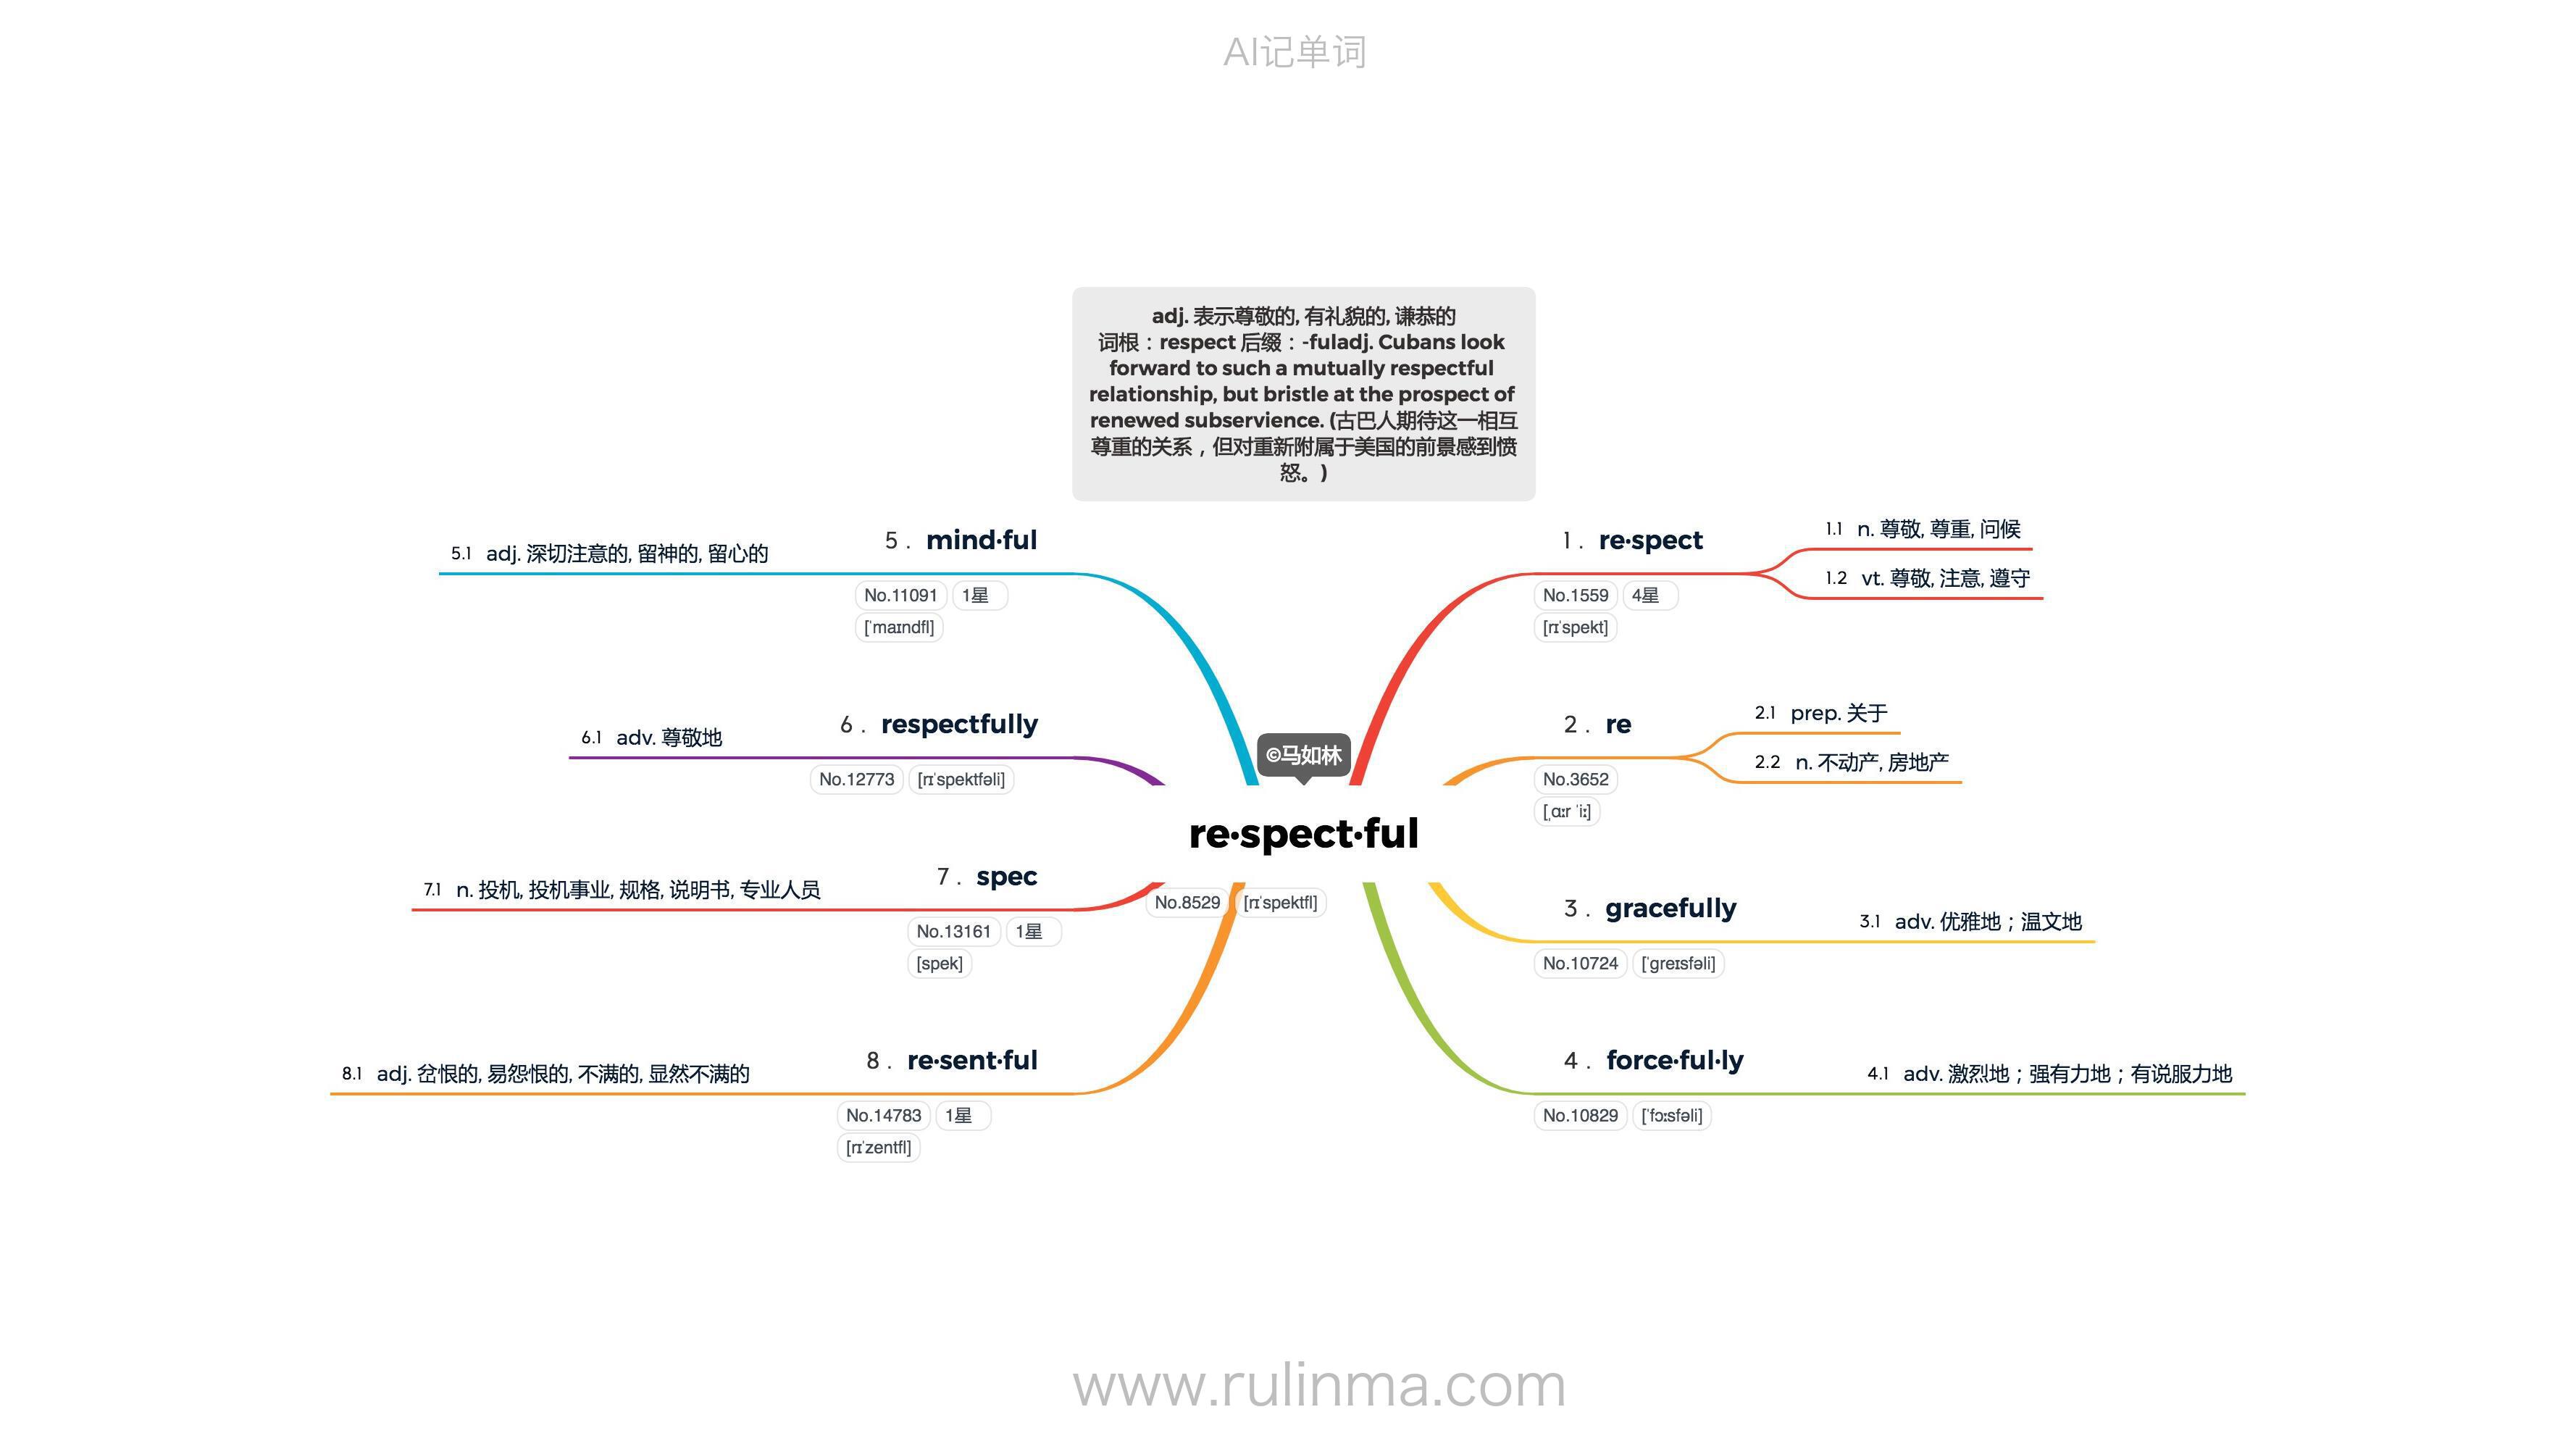 AI记单词
adj. 表示尊敬的, 有礼貌的, 谦恭的
词根：respect 后缀：-fuladj. Cubans look
forward to such a mutually respectful
relationship, but bristle at the prospect of
renewed subservience. (古巴人期待这一相互
尊重的关系，但对重新附属于美国的前景感到愤
怒。)
©马如林
re·spect·ful
No.8529 [rɪˈspektfl]
1. re·spect
No.1559 4星
[rɪˈspekt]
1.1 n. 尊敬, 尊重, 问候
1.2 vt. 尊敬, 注意, 遵守
2. re
No.3652
[ˌɑːr ˈiː]
2.1 prep. 关于
2.2 n. 不动产, 房地产
3. gracefully
No.10724 [ˈɡreɪsfəli]
3.1 adv. 优雅地；温文地
4. force·ful·ly
No.10829 [ˈfɔːsfəli]
4.1 adv. 激烈地；强有力地；有说服力地
5. mind·ful
No.11091 1星
[ˈmaɪndfl]
5.1 adj. 深切注意的, 留神的, 留心的
6. respectfully
No.12773 [rɪˈspektfəli]
6.1 adv. 尊敬地
7. spec
No.13161 1星
[spek]
7.1 n. 投机, 投机事业, 规格, 说明书, 专业人员
8. re·sent·ful
No.14783 1星
[rɪˈzentfl]
8.1 adj. 岔恨的, 易怨恨的, 不满的, 显然不满的
www.rulinma.com